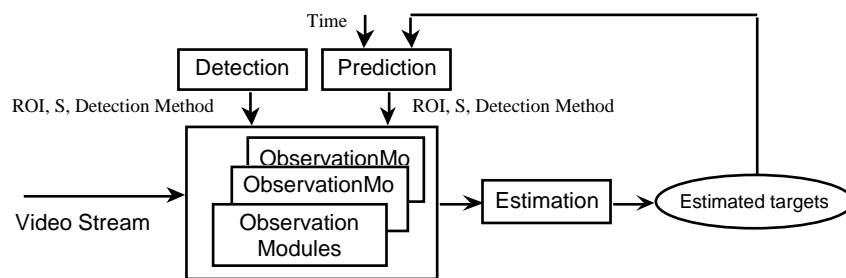 Time
Detection
Prediction
ROI, S, Detection Method
ROI, S, Detection Method
ObservationMo
ObservationMo
Observation
Modules
Video Stream
Estimation
Estimated targets